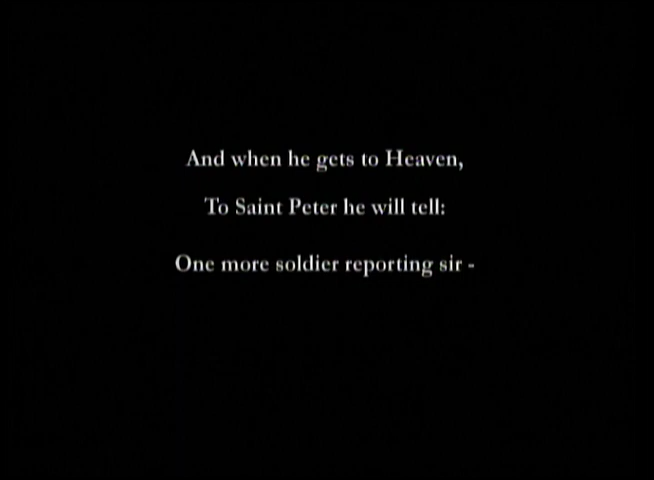 And when he gets to Heaven,
To Saint Peter he will tell:
One more soldier reporting sir -